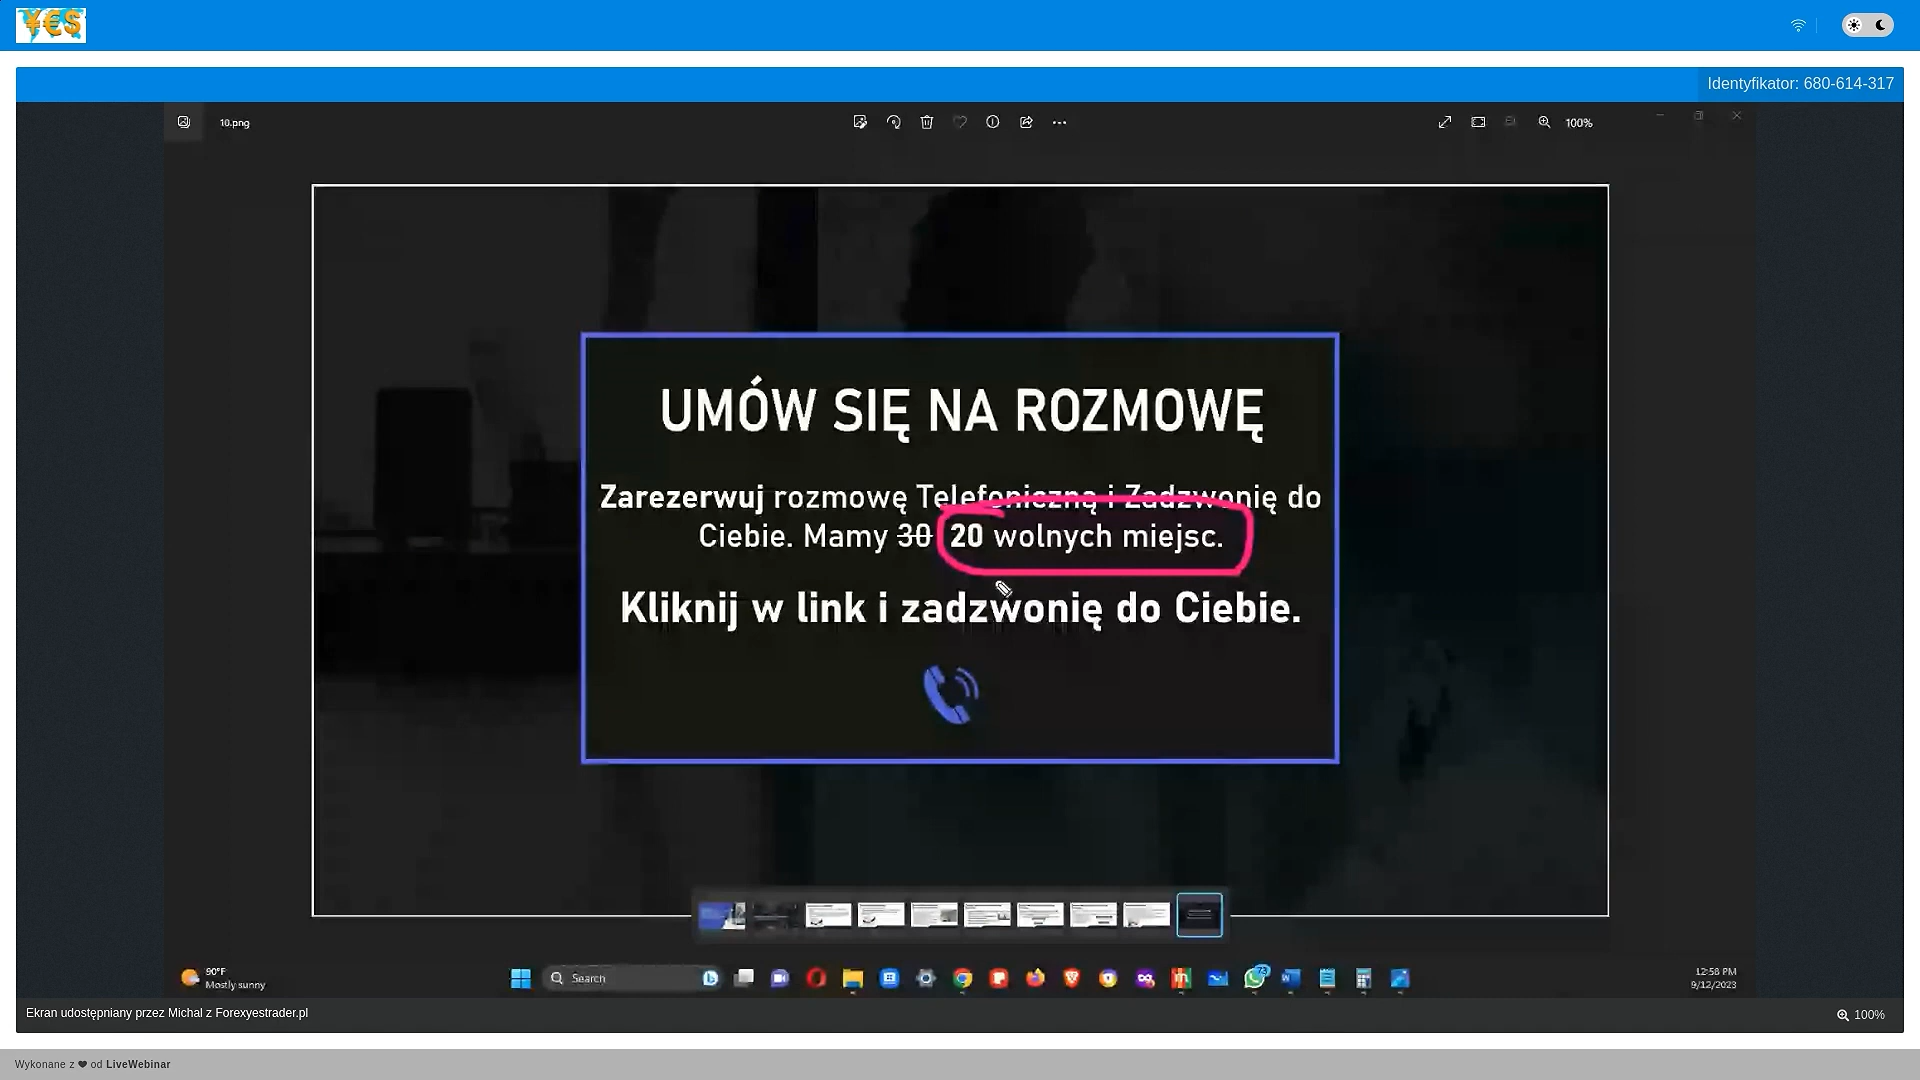 ¥€$
Identyfikator: 680-614-317
10.png
100%
UMÓW SIĘ NA ROZMOWĘ
Zarezerwuj rozmowę Telefoniczną i Zadzwonię do
Ciebie. Mamy 30 20 wolnych miejsc.
Kliknij w link i zadzwonię do Ciebie.
90°F
Mostly sunny
Search
73
12:58 PM
9/12/2023
Ekran udostępniany przez Michal z Forexyestrader.pl
100%
Wykonane z ❤ od LiveWebinar